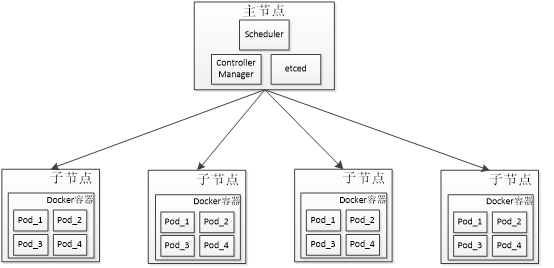 主节点
Scheduler
Controller
Manager
etced
子节点
Docker容器
Pod_1 Pod_2
Pod_3 Pod_4
子节点
Docker容器
Pod_1 Pod_2
Pod_3 Pod_4
子节点
Docker容器
Pod_1 Pod_2
Pod_3 Pod_4
子节点
Docker容器
Pod_1 Pod_2
Pod_3 Pod_4